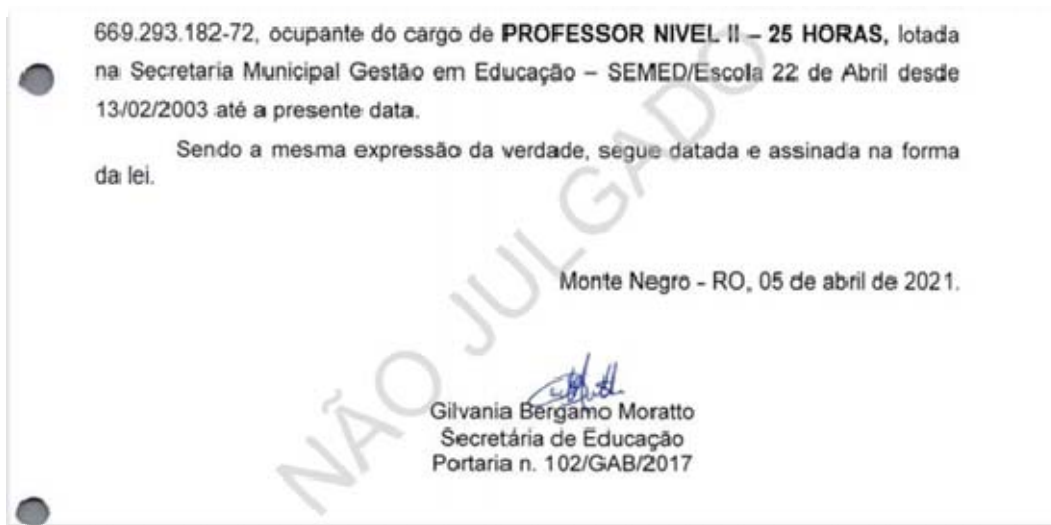 669.293.182-72, ocupante do cargo de PROFESSOR NIVEL II – 25 HORAS, lotada
na Secretaria Municipal Gestão em Educação – SEMED/Escola 22 de Abril desde
13/02/2003 até a presente data.
Sendo a mesma expressão da verdade, segue datada e assinada na forma
da lei.
Monte Negro - RO, 05 de abril de 2021.
Gilvania Bergamo Moratto
Secretária de Educação
Portaria n. 102/GAB/2017
NÃO JULGADO